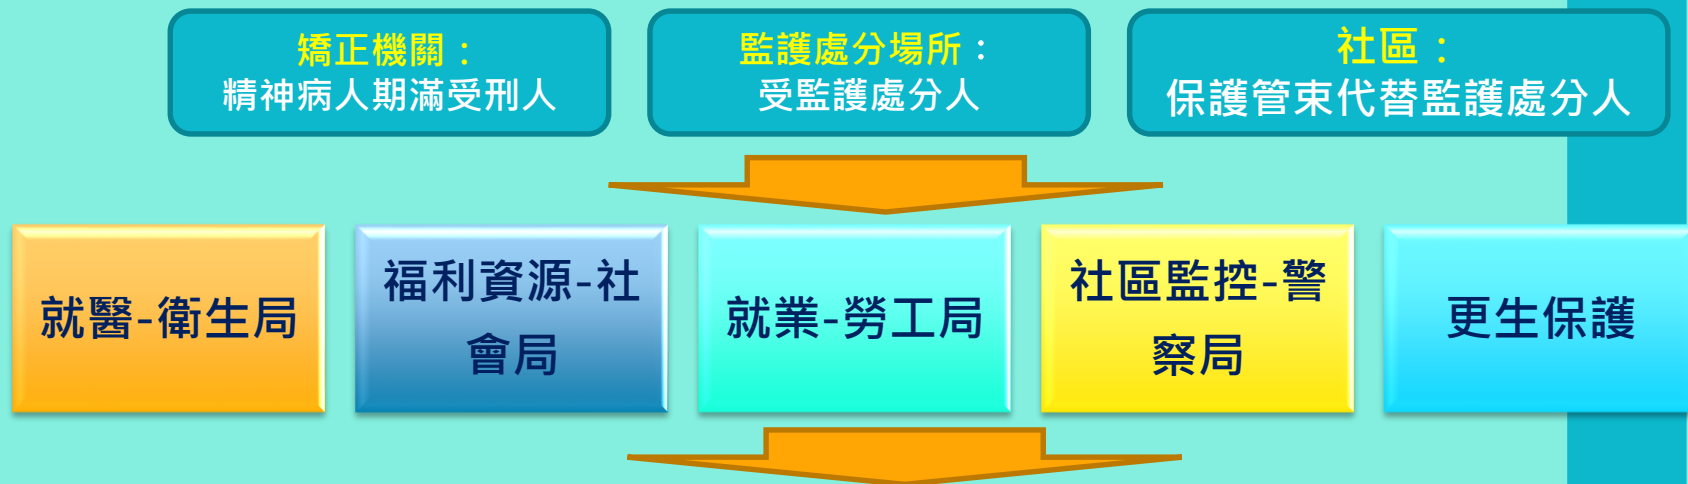 矯正機關：
精神病人期滿受刑人
監護處分場所：
受監護處分人
社區：
保護管束代替監護處分人
就醫-衛生局
福利資源-社
會局
就業-勞工局
社區監控-警
察局
更生保護